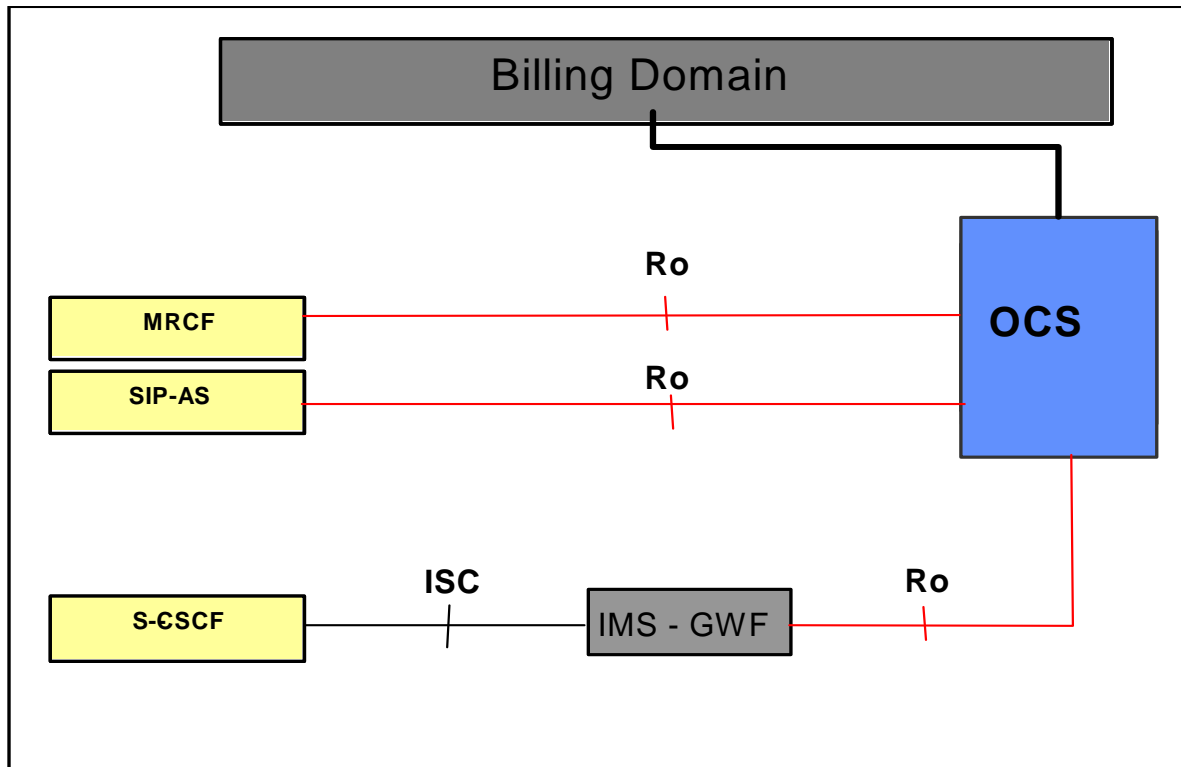 Billing Domain
Ro
MRCF
OCS
Ro
SIP-AS
ISC
Ro
S-CSCF
IMS - GWF